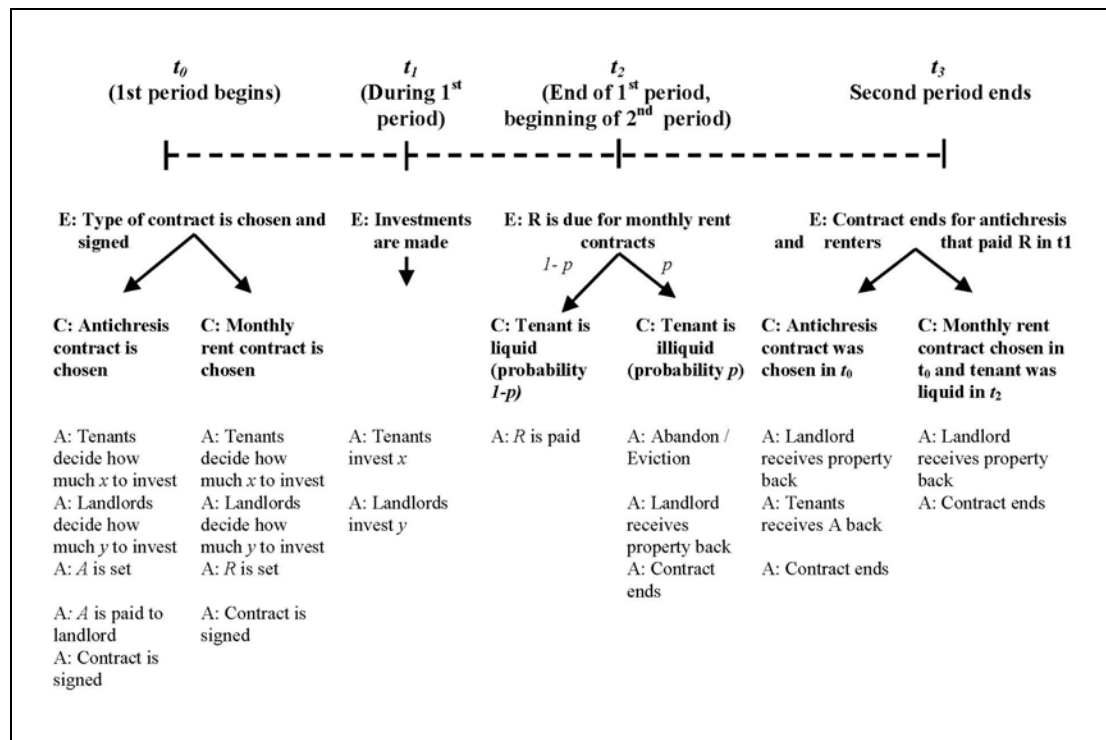 t0
(1st period begins)
t1
(During 1st
period)
t2
(End of 1st period,
beginning of 2nd period)
t3
Second period ends
E: Type of contract is chosen and
signed
E: Investments
are made
E: R is due for monthly rent
contracts
1- p
p
E: Contract ends for antichresis
and renters that paid R in t1
C: Antichresis
contract is
chosen
C: Monthly
rent contract is
chosen
C: Tenant is
liquid
(probability
1-p)
C: Tenant is
illiquid
(probability p)
C: Antichresis
contract was
chosen in t0
C: Monthly rent
contract chosen in
t0 and tenant was
liquid in t2
A: Tenants
decide how
much x to invest
A: Landlords
decide how
much y to invest
A: A is set
A: A is paid to
landlord
A: Contract is
signed
A: Tenants
decide how
much x to invest
A: Landlords
decide how
much y to invest
A: R is set
A: Contract is
signed
A: Tenants
invest x
A: Landlords
invest y
A: R is paid
A: Abandon /
Eviction
A: Landlord
receives
property back
A: Contract
ends
A: Landlord
receives property
back
A: Tenants
receives A back
A: Contract ends
A: Landlord
receives property
back
A: Contract ends